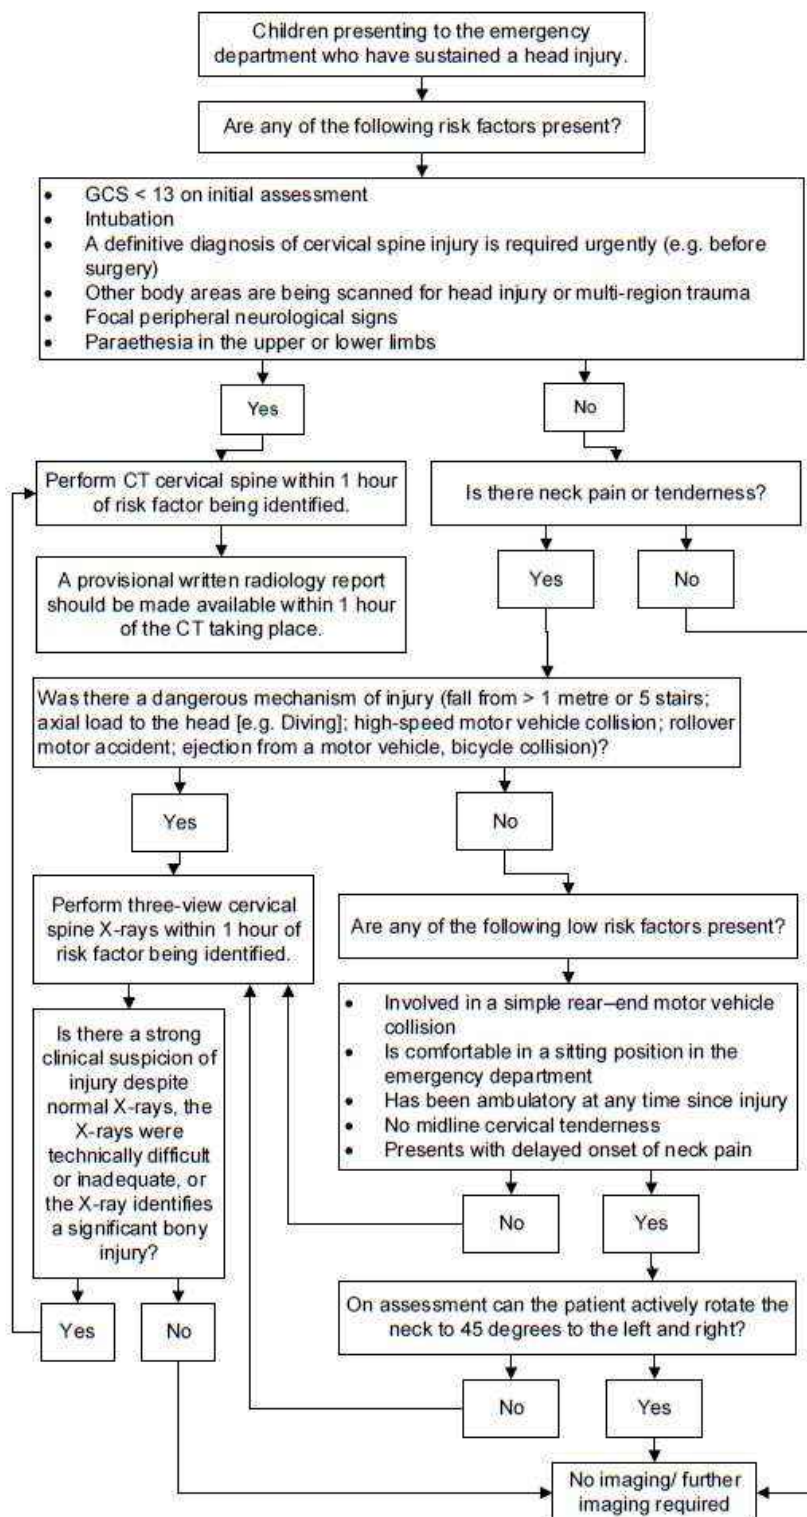 Children presenting to the emergency
department who have sustained a head injury.
Are any of the following risk factors present?
• GCS < 13 on initial assessment
• Intubation
• A definitive diagnosis of cervical spine injury is required urgently (e.g. before
surgery)
• Other body areas are being scanned for head injury or multi-region trauma
• Focal peripheral neurological signs
• Paraethesia in the upper or lower limbs
Yes
No
Perform CT cervical spine within 1 hour
of risk factor being identified.
Is there neck pain or tenderness?
A provisional written radiology report
should be made available within 1 hour
of the CT taking place.
Yes
No
Was there a dangerous mechanism of injury (fall from > 1 metre or 5 stairs;
axial load to the head [e.g. Diving]; high-speed motor vehicle collision; rollover
motor accident; ejection from a motor vehicle, bicycle collision)?
Yes
No
Perform three-view cervical
spine X-rays within 1 hour of
risk factor being identified.
Are any of the following low risk factors present?
• Involved in a simple rear–end motor vehicle
collision
• Is comfortable in a sitting position in the
emergency department
• Has been ambulatory at any time since injury
• No midline cervical tenderness
• Presents with delayed onset of neck pain
Is there a strong
clinical suspicion of
injury despite
normal X-rays, the
X-rays were
technically difficult
or inadequate, or
the X-ray identifies
a significant bony
injury?
No
Yes
On assessment can the patient actively rotate the
neck to 45 degrees to the left and right?
Yes
No
No
Yes
No imaging/ further
imaging required